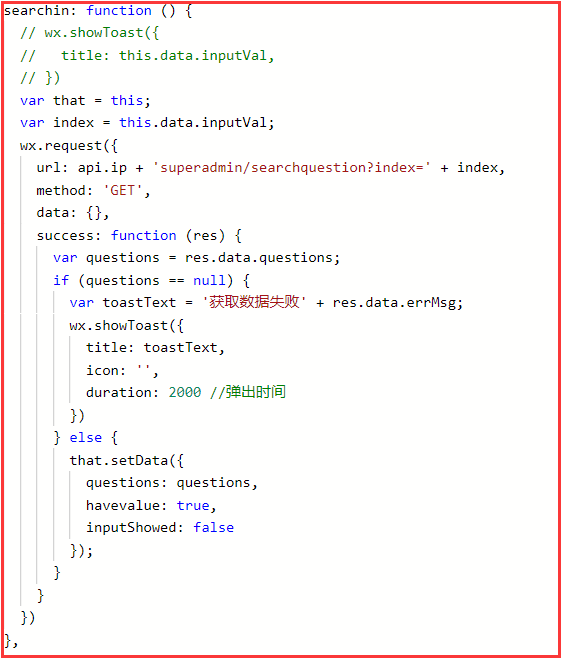 searchin: function () {
  // wx.showToast({
  //   title: this.data.inputVal,
  // })
  var that = this;
  var index = this.data.inputVal;
  wx.request({
    url: api.ip + 'superadmin/searchquestion?index=' + index,
    method: 'GET',
    data: {},
    success: function (res) {
      var questions = res.data.questions;
      if (questions == null) {
        var toastText = '获取数据失败' + res.data.errMsg;
        wx.showToast({
          title: toastText,
          icon: '',
          duration: 2000 //弹出时间
        })
      } else {
        that.setData({
          questions: questions,
          havevalue: true,
          inputShowed: false
        });
      }
    }
  })
},